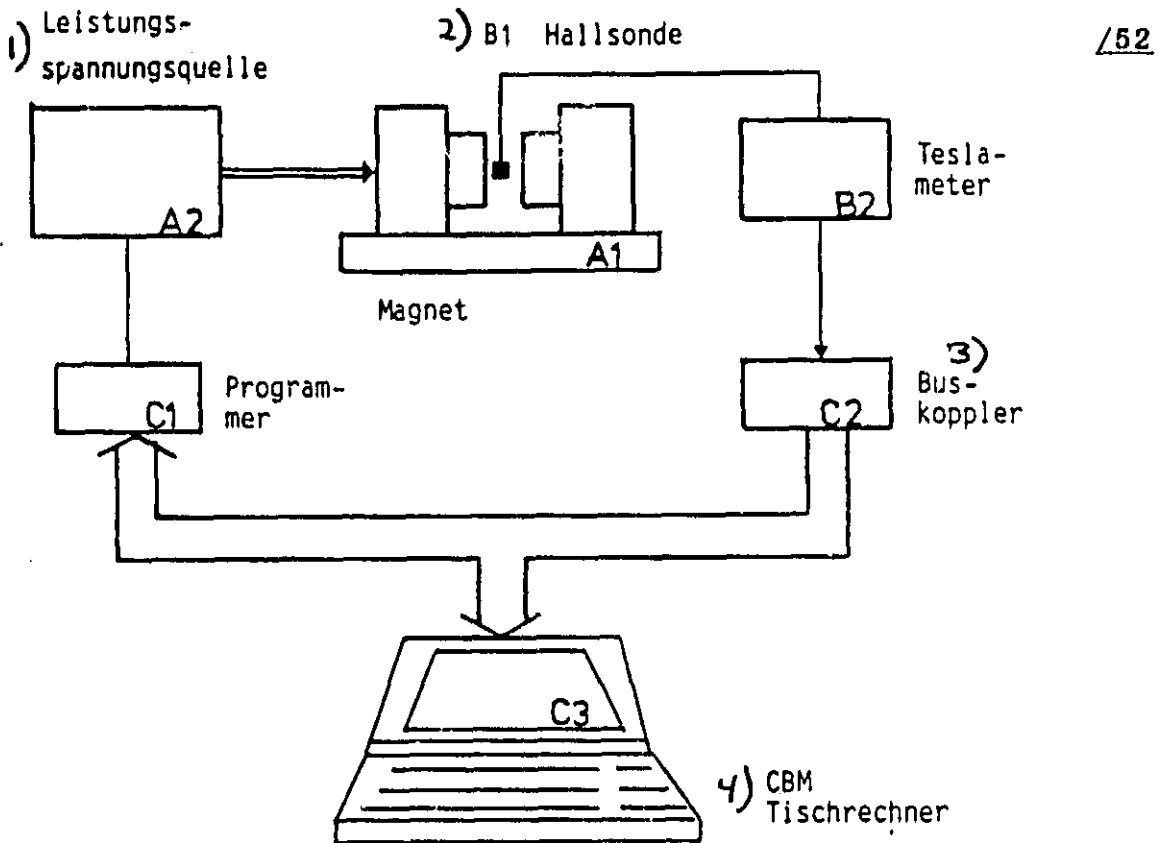 1) Leistungs-
spannungsquelle
2) B1 Hallsonde
/52
A2
A1
B2
Tesla-
meter
Magnet
C1
Program-
mer
3)
Bus-
koppler
C2
C3
4) CBM
Tischrechner